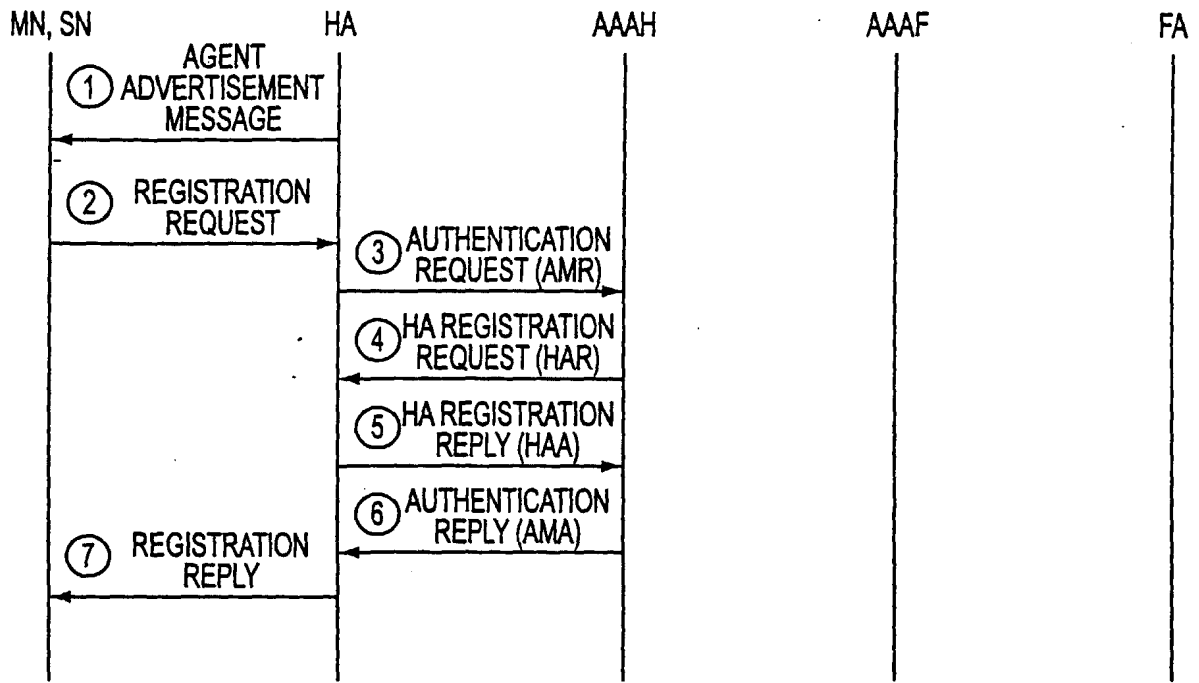 MN, SN HA AAAH AAAF FA
1 AGENT
ADVERTISEMENT
MESSAGE
2 REGISTRATION
REQUEST
3 AUTHENTICATION
REQUEST (AMR)
4 HA REGISTRATION
REQUEST (HAR)
5 HA REGISTRATION
REPLY (HAA)
6 AUTHENTICATION
REPLY (AMA)
7 REGISTRATION
REPLY